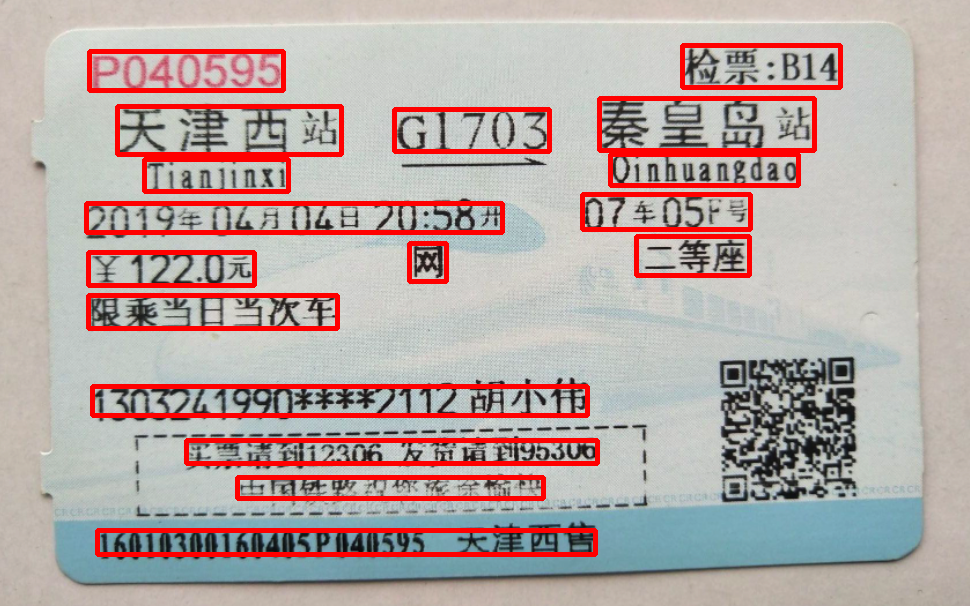 P040595 检票:B14
天津西站 G1703 秦皇岛站
Tianjinxi Qinhuangdao
2019年04月04日20:58开 07车05F号
¥122.0元 网 二等座
限乘当日当次车
1303241990****2112 胡小伟
买票请到12306 发货请到95306
中国铁路祝您旅途愉快
16010300160405P040595 天津西售